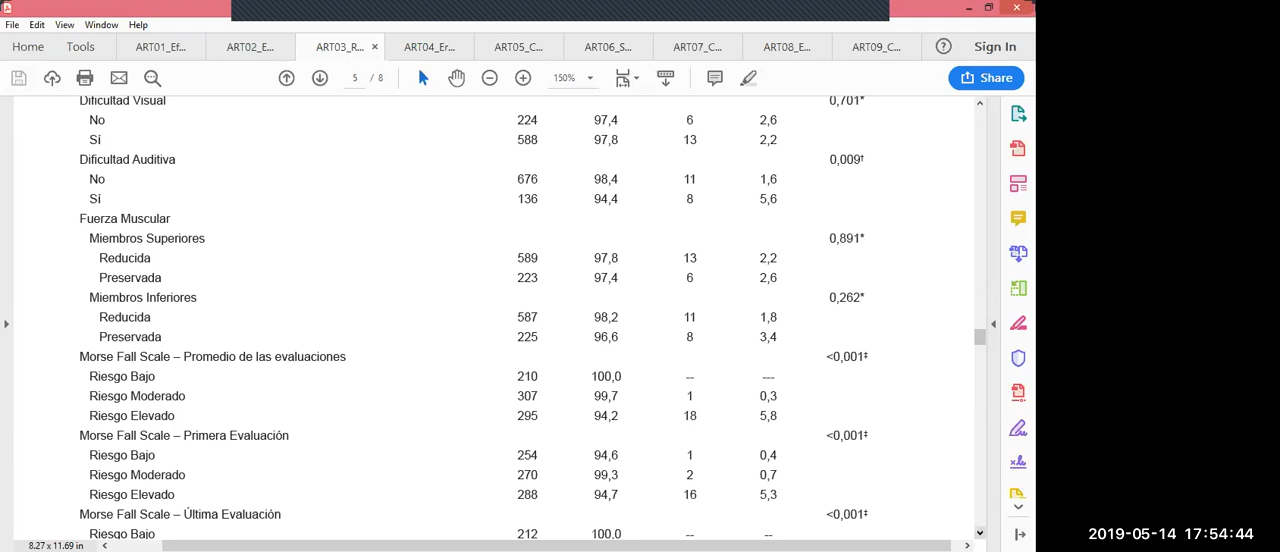 File Edit View Window Help
Home Tools ART01_Ef... ART02_E... ART03_R... × ART04_Er... ART05_C... ART06_S... ART07_C... ART08_E... ART09_C... ? Sign In
5 / 8 150% Share
Dificultad Visual 0,701*
No 224 97,4 6 2,6
Sí 588 97,8 13 2,2
Dificultad Auditiva 0,009†
No 676 98,4 11 1,6
Sí 136 94,4 8 5,6
Fuerza Muscular
Miembros Superiores 0,891*
Reducida 589 97,8 13 2,2
Preservada 223 97,4 6 2,6
Miembros Inferiores 0,262*
Reducida 587 98,2 11 1,8
Preservada 225 96,6 8 3,4
Morse Fall Scale – Promedio de las evaluaciones <0,001‡
Riesgo Bajo 210 100,0 -- ---
Riesgo Moderado 307 99,7 1 0,3
Riesgo Elevado 295 94,2 18 5,8
Morse Fall Scale – Primera Evaluación <0,001‡
Riesgo Bajo 254 94,6 1 0,4
Riesgo Moderado 270 99,3 2 0,7
Riesgo Elevado 288 94,7 16 5,3
Morse Fall Scale – Última Evaluación <0,001‡
Riesgo Bajo 212 100,0 -- --
8.27 x 11.69 in
2019-05-14 17:54:44